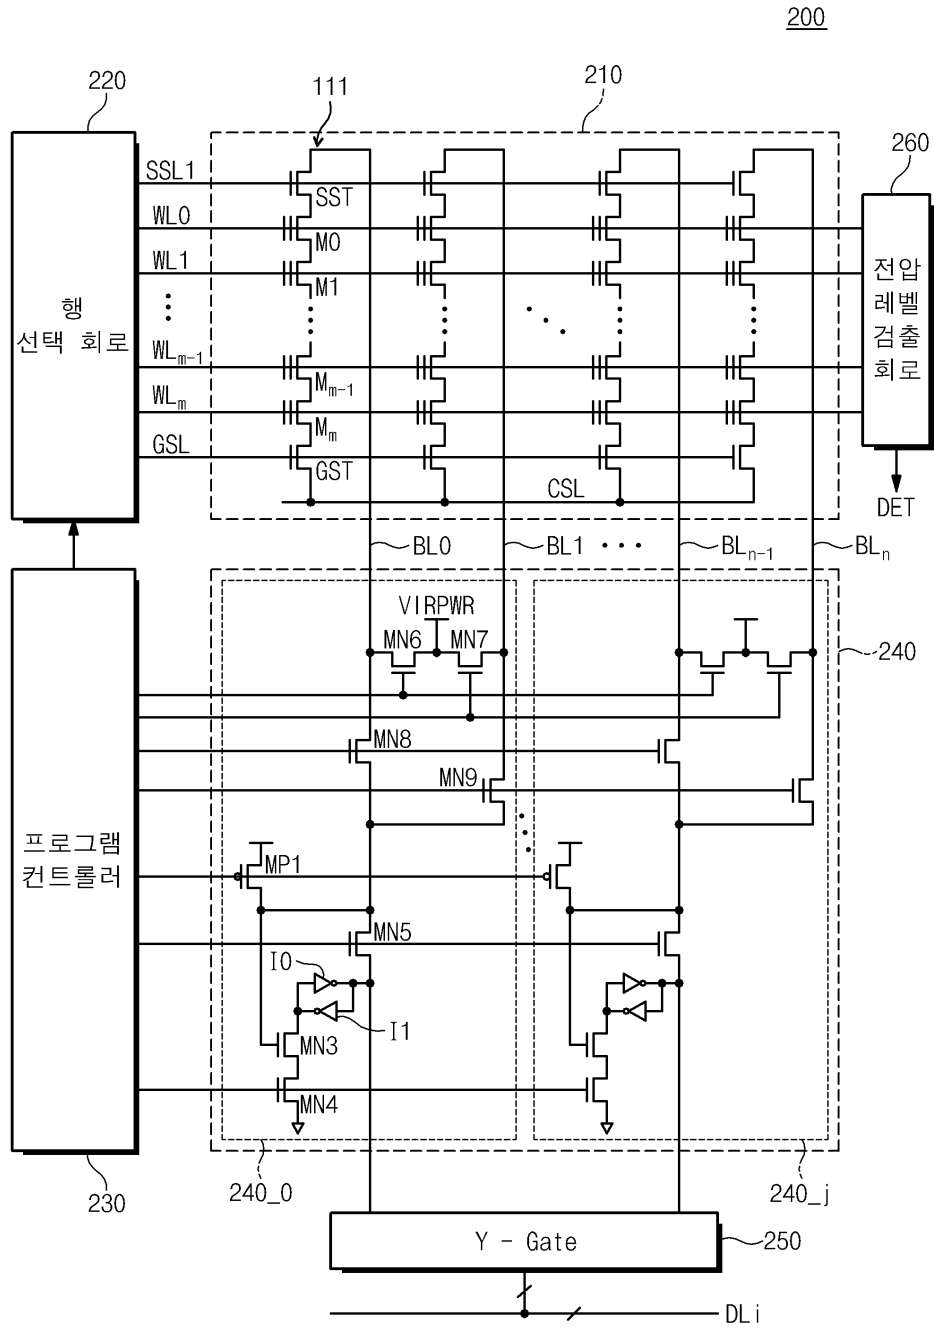 200
220
111
210
260
SSL1
SST
WL0
M0
WL1
M1
행
선택 회로
전압
레벨
검출
회로
WLm-1
Mm-1
WLm
Mm
GSL
GST
CSL
DET
BL0
BL1
BLn-1
BLn
VIRPWR
MN6
MN7
240
MN8
MN9
프로그램
컨트롤러
MP1
MN5
I0
I1
MN3
MN4
230
240_0
240_j
Y - Gate
250
DLi